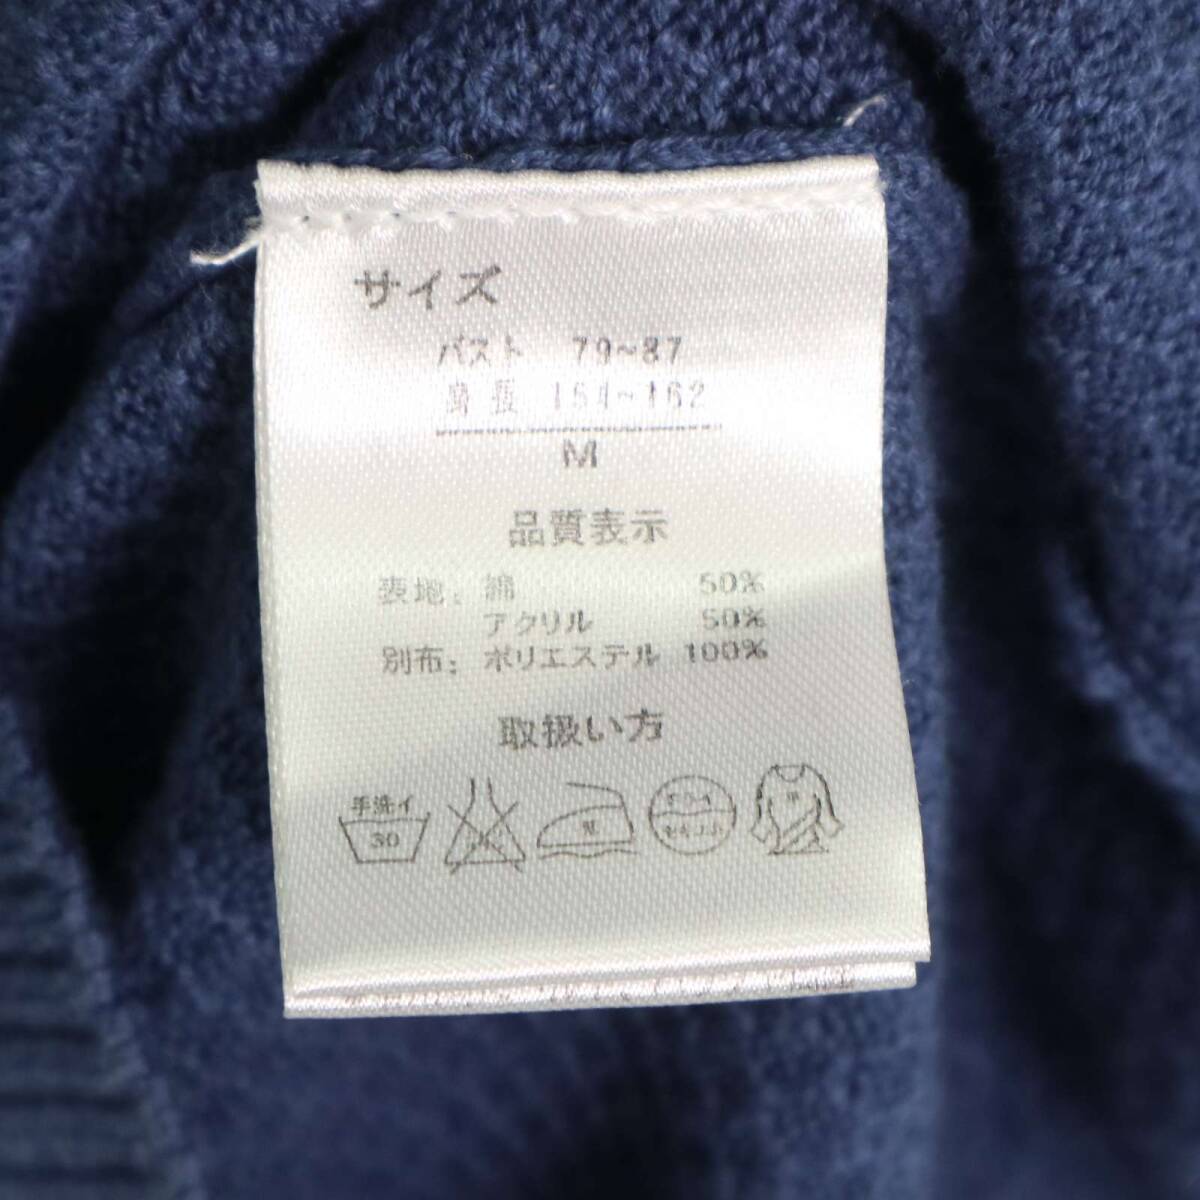 サイズ
バスト 79~87
身長 154~162
M
品質表示
表地: 綿 50%
アクリル 50%
別布: ポリエステル 100%
取扱い方
手洗イ
30